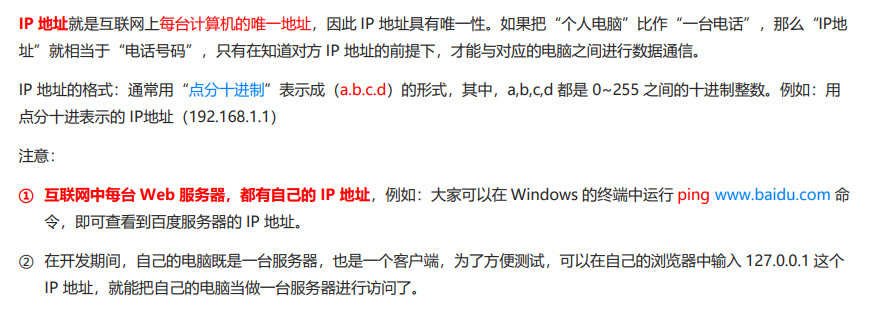 IP 地址就是互联网上每台计算机的唯一地址，因此 IP 地址具有唯一性。如果把“个人电脑”比作“一台电话”，那么“IP地
址”就相当于“电话号码”，只有在知道对方 IP 地址的前提下，才能与对应的电脑之间进行数据通信。
IP 地址的格式：通常用“点分十进制”表示成（a.b.c.d）的形式，其中，a,b,c,d 都是 0~255 之间的十进制整数。例如：用
点分十进表示的 IP地址（192.168.1.1）
注意：
① 互联网中每台 Web 服务器，都有自己的 IP 地址，例如：大家可以在 Windows 的终端中运行 ping www.baidu.com 命
令，即可查看到百度服务器的 IP 地址。
② 在开发期间，自己的电脑既是一台服务器，也是一个客户端，为了方便测试，可以在自己的浏览器中输入 127.0.0.1 这个
IP 地址，就能把自己的电脑当做一台服务器进行访问了。